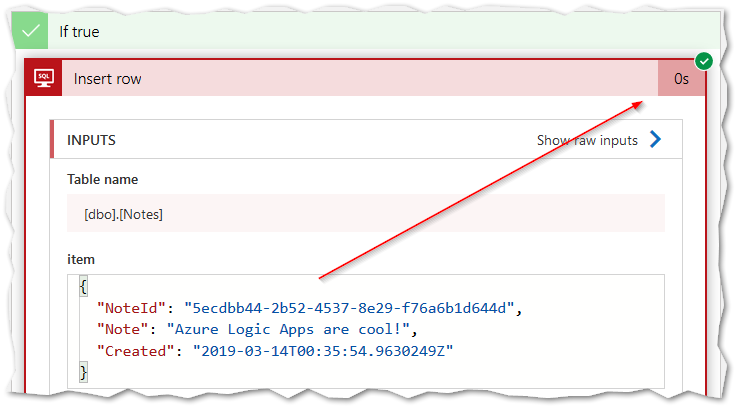 If true
SQL
Insert row 0s
INPUTS Show raw inputs
Table name
[dbo].[Notes]
item
{
"NoteId": "5ecdbb44-2b52-4537-8e29-f76a6b1d644d",
"Note": "Azure Logic Apps are cool!",
"Created": "2019-03-14T00:35:54.9630249Z"
}